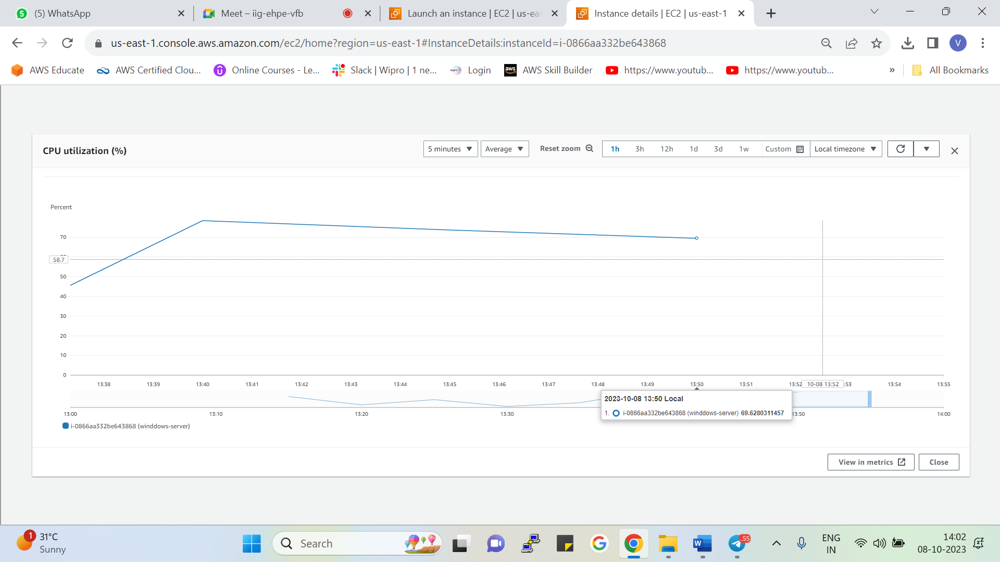 5 (5) WhatsApp
Meet – iig-ehpe-vfb
Launch an instance | EC2 | us-eas
Instance details | EC2 | us-east-1
us-east-1.console.aws.amazon.com/ec2/home?region=us-east-1#InstanceDetails:instanceId=i-0866aa332be643868
V
AWS Educate
AWS Certified Clou...
Online Courses - Le...
Slack | Wipro | 1 ne...
Login
aws AWS Skill Builder
https://www.youtub...
https://www.youtub...
»
All Bookmarks
CPU utilization (%)
5 minutes
Average
Reset zoom
1h 3h 12h 1d 3d 1w Custom
Local timezone
Percent
70
58.7
50
40
30
20
10
0
13:38 13:39 13:40 13:41 13:42 13:43 13:44 13:45 13:46 13:47 13:48 13:49 13:50 13:51 13:52 10-08 13:52 :53 13:54 13:55
2023-10-08 13:50 Local
1. i-0866aa332be643868 (winddows-server) 69.6280311457
13:00 13:10 13:20 13:30 13:50 14:00
i-0866aa332be643868 (winddows-server)
View in metrics
Close
1
31°C
Sunny
Search
G
W
55
ENG
IN
14:02
08-10-2023